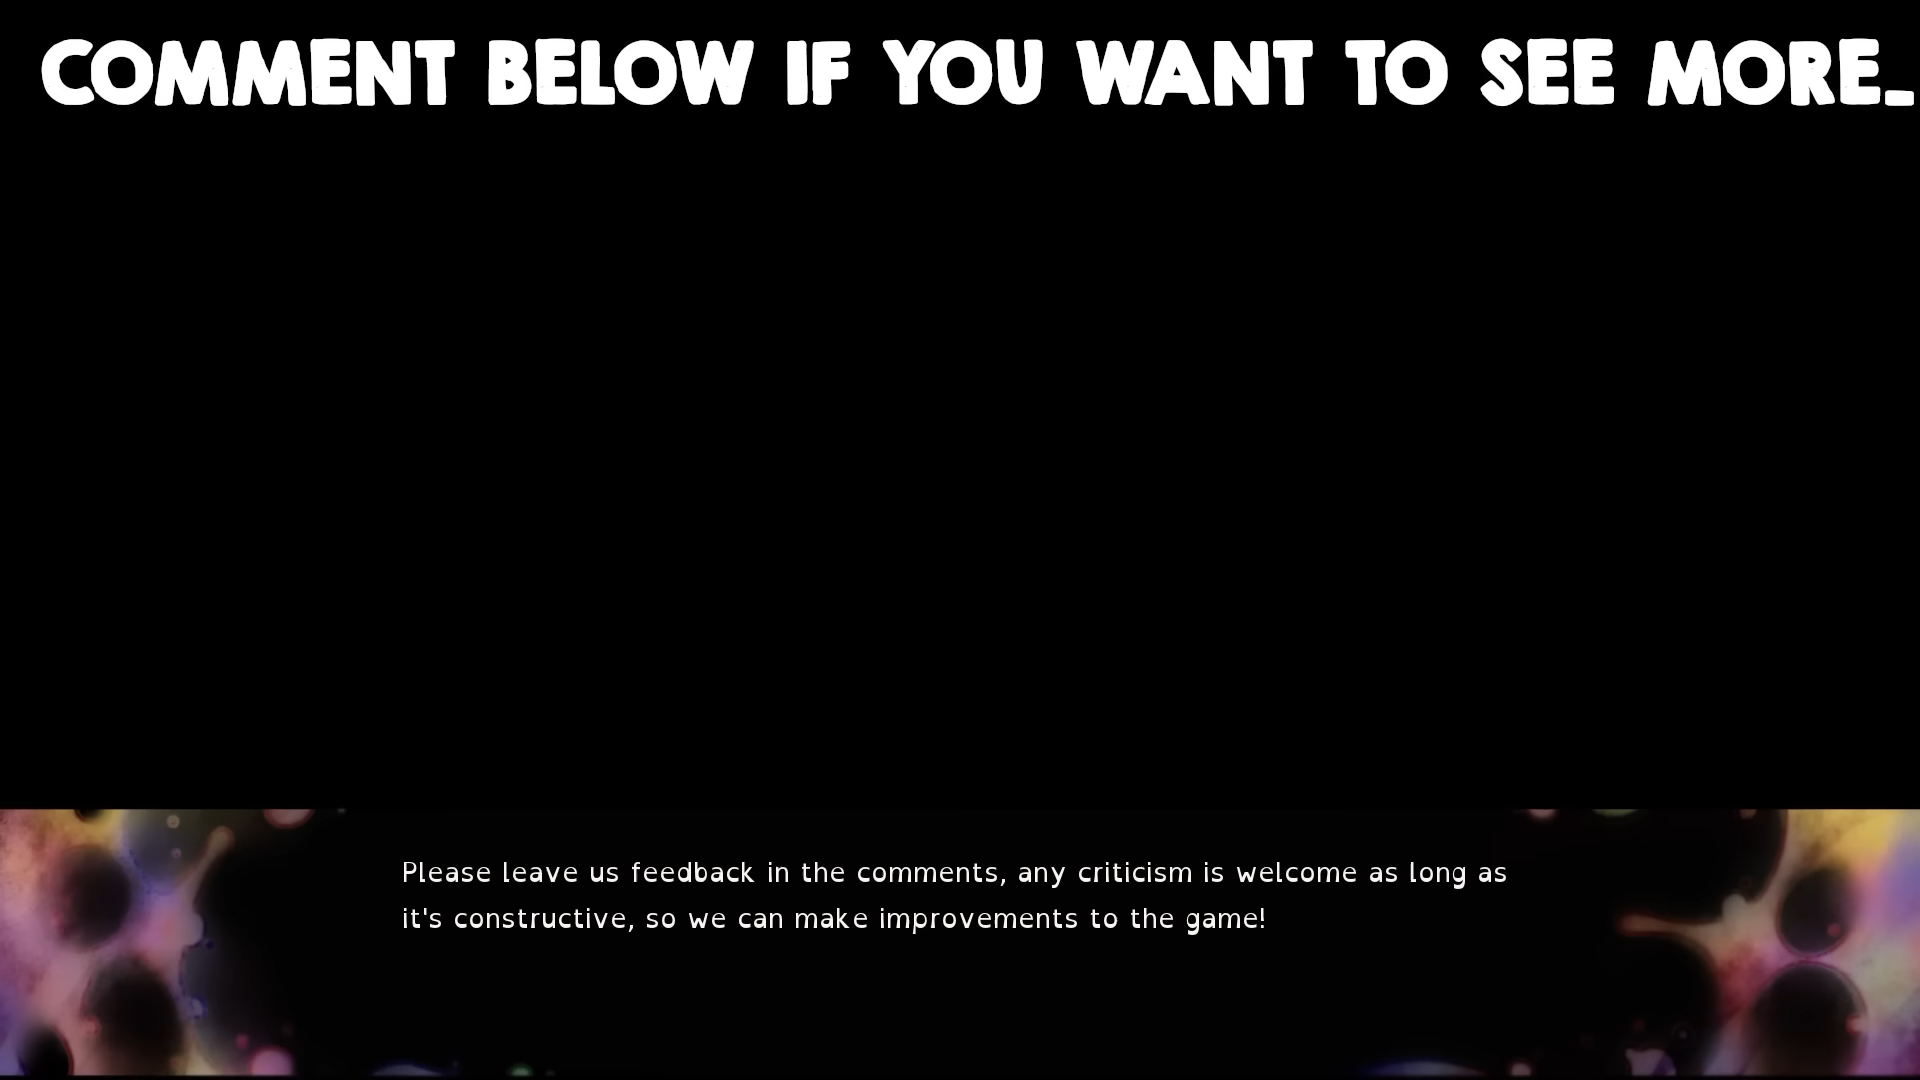 COMMENT BELOW IF YOU WANT TO SEE MORE...
Please leave us feedback in the comments, any criticism is welcome as long as
it's constructive, so we can make improvements to the game!